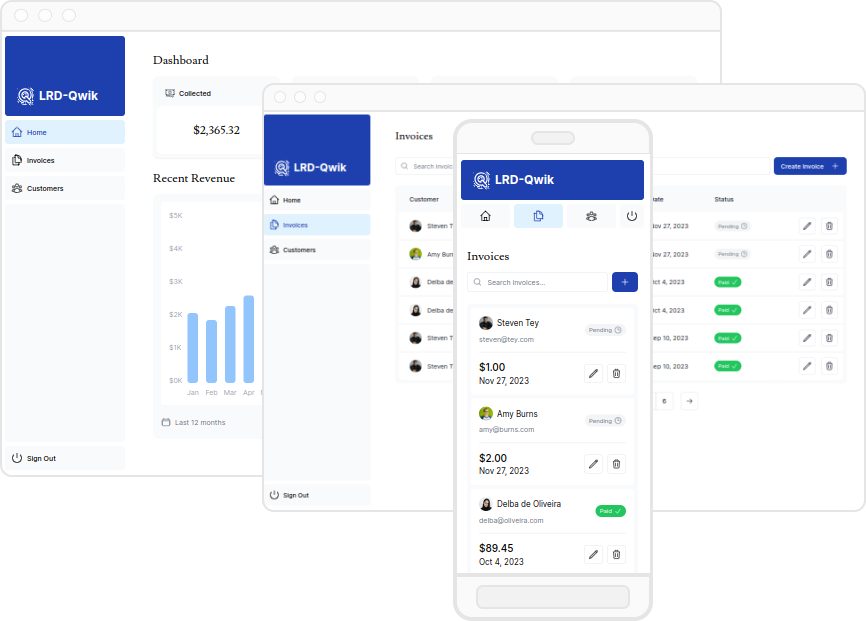 LRD-Qwik
Home
Invoices
Customers
Sign Out
Dashboard
Collected
$2,365.32
Recent Revenue
$5K
$4K
$3K
$2K
$1K
$0K
Jan Feb Mar Apr
Last 12 months
LRD-Qwik
Home
Invoices
Customers
Sign Out
Invoices
Search invoic
Create Invoice
Customer
Status
Steven T
Nov 27, 2023 Pending
Amy Burn
Nov 27, 2023 Pending
Delba de
Oct 4, 2023 Paid
Delba de
Oct 4, 2023 Paid
Steven T
Sep 10, 2023 Paid
Steven T
Sep 10, 2023 Paid
6
LRD-Qwik
Invoices
Search invoices...
Steven Tey
steven@tey.com
Pending
$1.00
Nov 27, 2023
Amy Burns
amy@burns.com
Pending
$2.00
Nov 27, 2023
Delba de Oliveira
delba@oliveira.com
Paid
$89.45
Oct 4, 2023